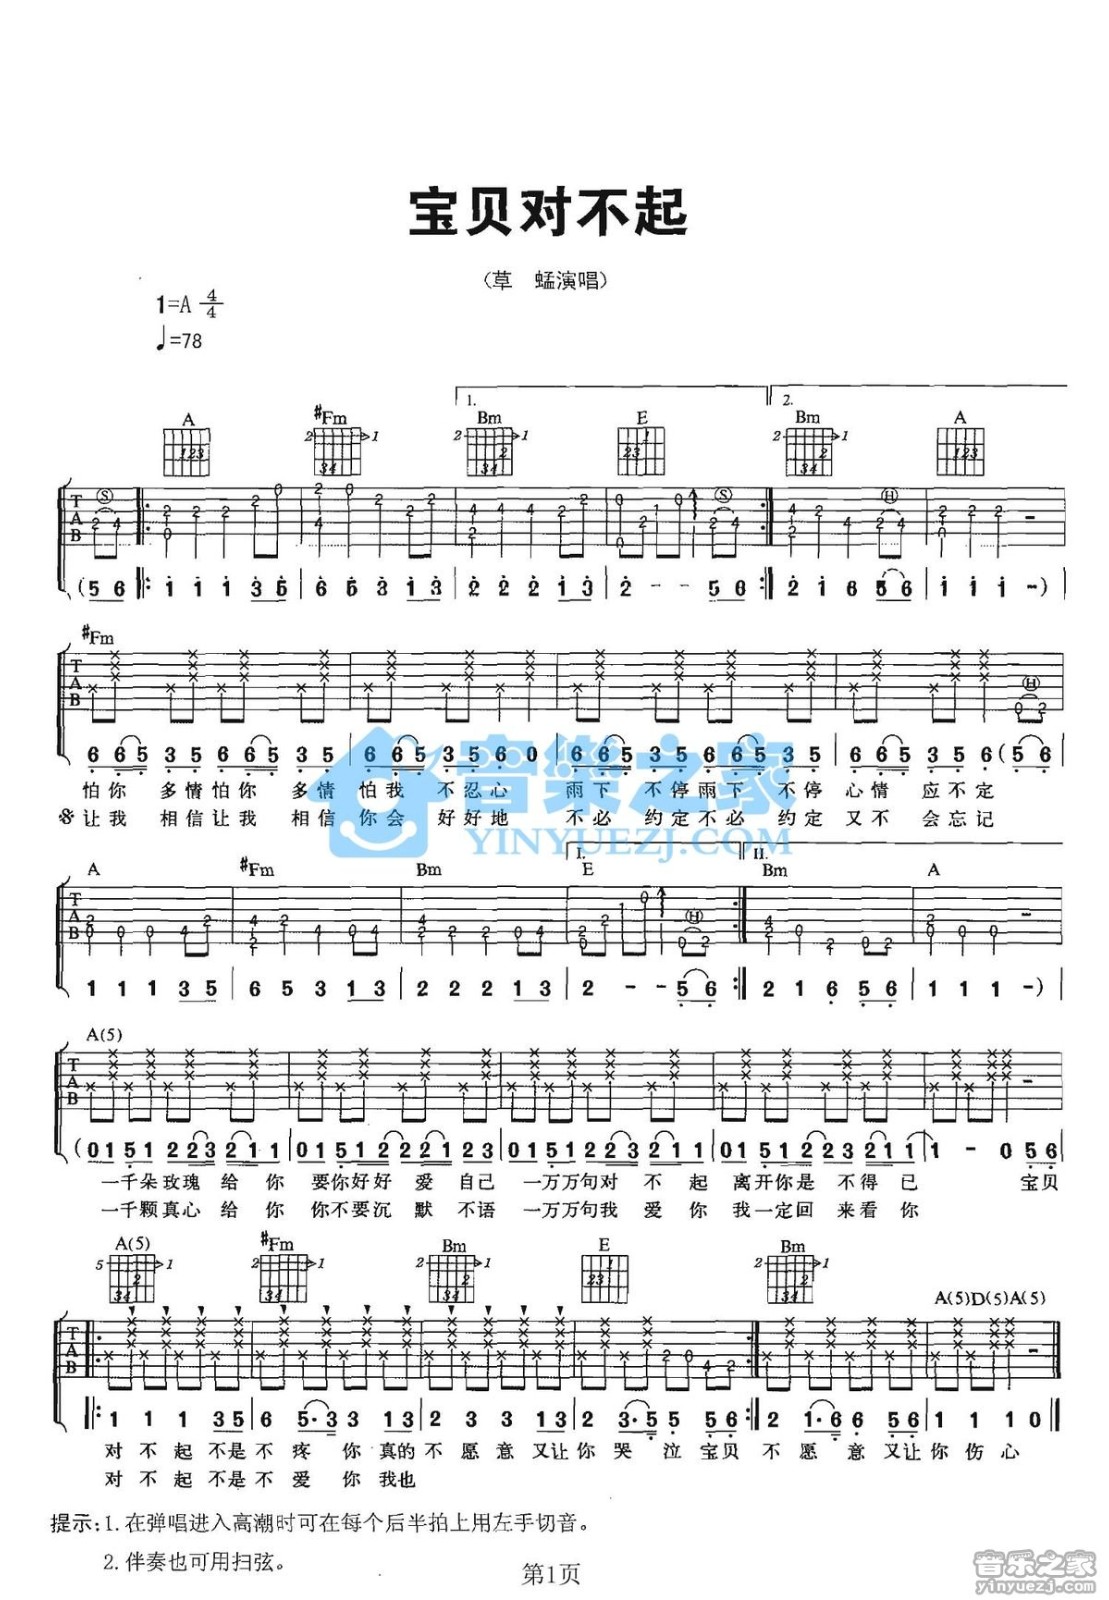 宝贝对不起
（草 蜢演唱）
1=A 4/4
♩=78
1. 2.
A #Fm Bm E Bm A
(5 6 ‖: 1 1 1 3 5 | 6 5 3 1 3 | 2 2 2 1 3 | 2 - - 5 6 :‖ 2 1 6 5 6 | 1 1 1 - )
#Fm
6 6 5 3 5 6 6 5 3 5 | 6 6 5 3 5 6 0 | 6 6 5 3 5 6 6 5 3 5 | 6 6 5 3 5 6 (5 6
怕你 多情怕你 多情 怕我 不忍心 雨下 不停雨下 不停 心情 应不定
让我 相信让我 相信 你会 好好地 不必 约定不必 约定 又不 会忘记
音樂之家
YINYUEZJ.COM
I. II.
A #Fm Bm E Bm A
1 1 1 3 5 | 6 5 3 1 3 | 2 2 2 1 3 | 2 - - 5 6 :‖ 2 1 6 5 6 | 1 1 1 - )
A(5)
(0 1 5 1 2 2 3 2 1 1 | 0 1 5 1 2 2 2 1 2 3 | 0 1 5 1 2 2 3 2 1 1 | 0 1 5 1 2 2 2 1 1 | 1 - 0 5 6
一千朵玫瑰 给 你 要你好好 爱 自己 一万万句对 不 起 离开你是 不得 已 宝贝
一千颗真心 给 你 你不要沉 默 不语 一万万句我 爱 你 我一定回 来看 你
A(5) #Fm Bm E Bm
A(5)D(5)A(5)
‖: 1 1 1 3 5 | 6 5·3 3 1 3 | 2 2 2 1 3 | 2 3·5 5 5 6 :‖ 2 1·6 6 5 6 | 1 1 1 0 ‖
对 不 起 不是 不 疼 你 真的 不 愿 意 又让 你 哭 泣 宝贝 不 愿 意 又让 你 伤 心
对 不 起 不是 不 爱 你 我也
提示：1. 在弹唱进入高潮时可在每个后半拍上用左手切音。
2. 伴奏也可用扫弦。
第1页
音乐之家
yinyuezj.com